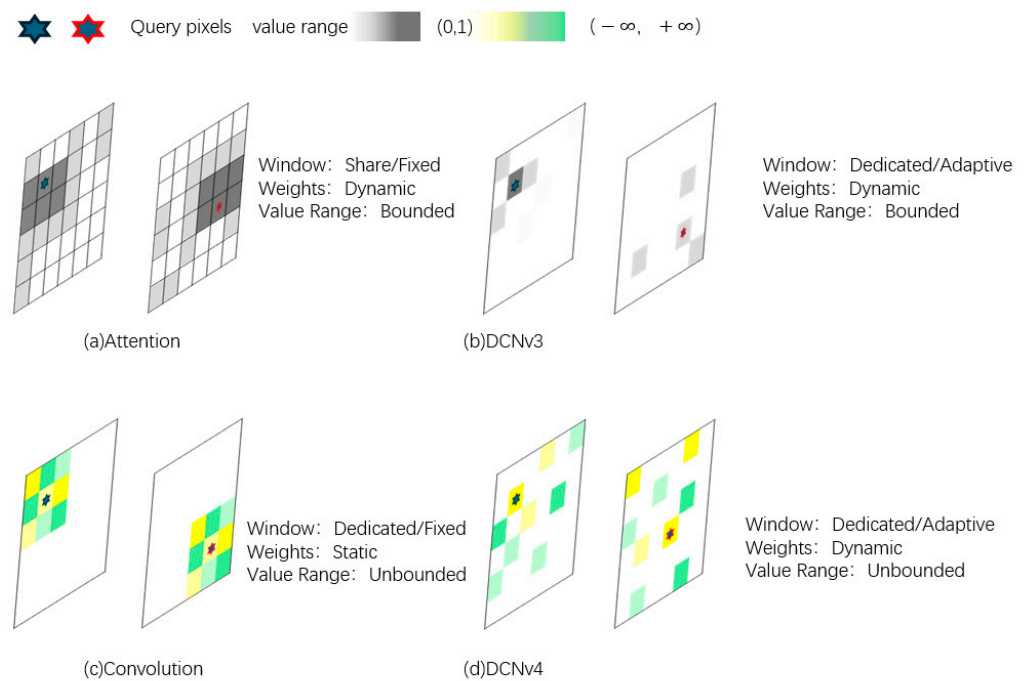 Query pixels value range (0,1) (－∞, ＋∞)
Window：Share/Fixed
Weights：Dynamic
Value Range：Bounded
(a)Attention
Window：Dedicated/Adaptive
Weights：Dynamic
Value Range：Bounded
(b)DCNv3
Window：Dedicated/Fixed
Weights：Static
Value Range：Unbounded
(c)Convolution
Window：Dedicated/Adaptive
Weights：Dynamic
Value Range：Unbounded
(d)DCNv4